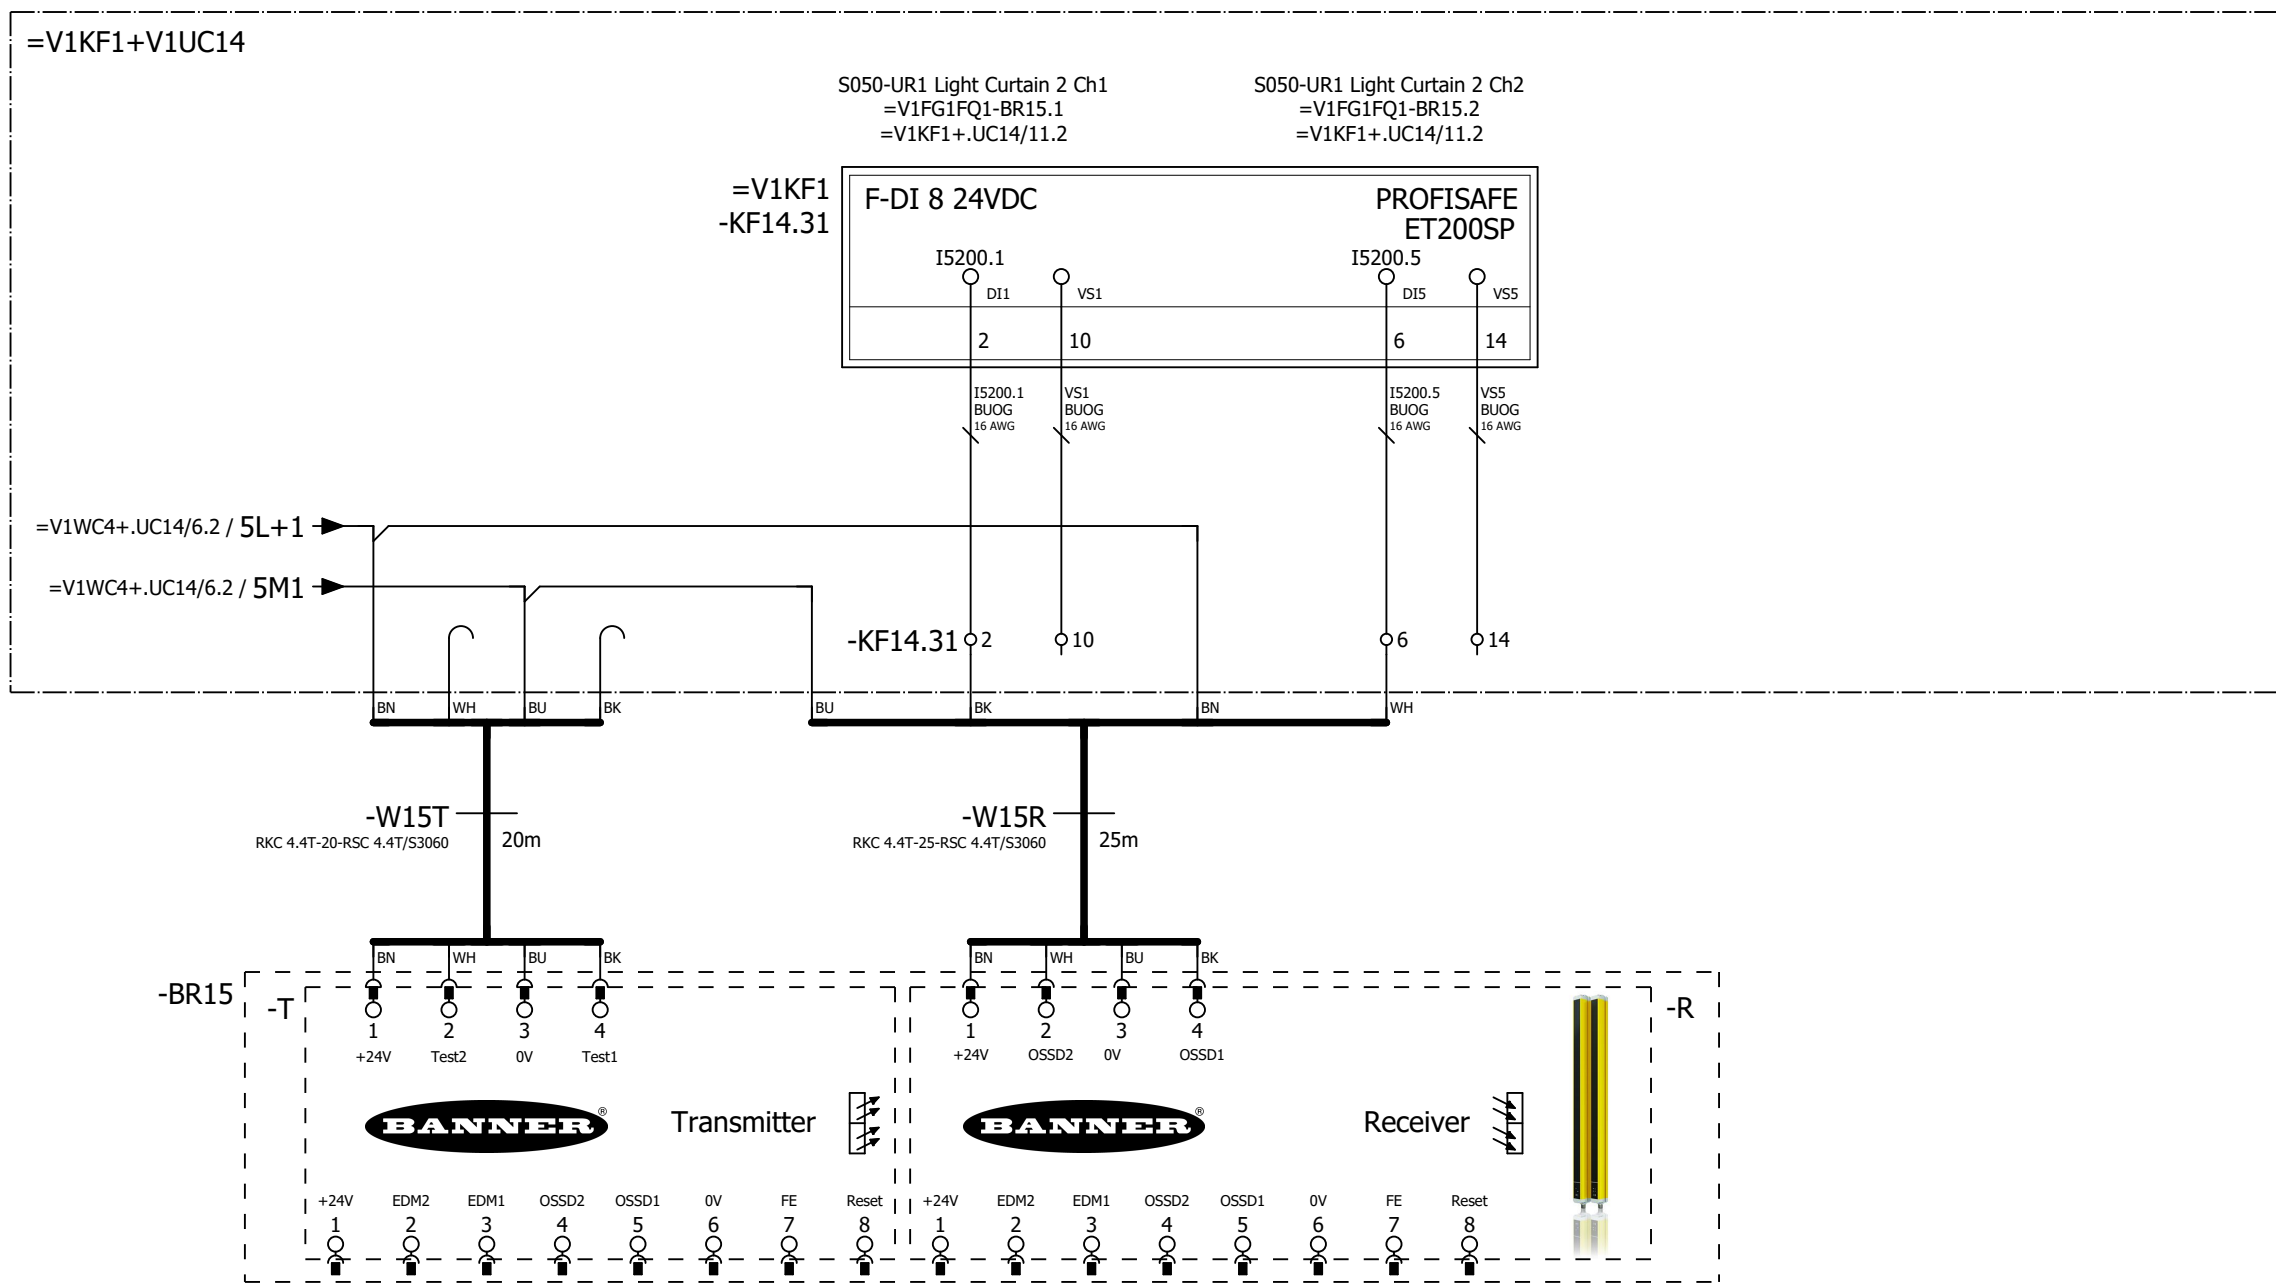 =V1KF1+V1UC14
S050-UR1 Light Curtain 2 Ch1
=V1FG1FQ1-BR15.1
=V1KF1+.UC14/11.2
S050-UR1 Light Curtain 2 Ch2
=V1FG1FQ1-BR15.2
=V1KF1+.UC14/11.2
=V1KF1
-KF14.31
F-DI 8 24VDC
PROFISAFE
ET200SP
I5200.1
I5200.5
DI1 VS1 DI5 VS5
2 10 6 14
I5200.1
BUOG
16 AWG
VS1
BUOG
16 AWG
I5200.5
BUOG
16 AWG
VS5
BUOG
16 AWG
=V1WC4+.UC14/6.2 / 5L+1
=V1WC4+.UC14/6.2 / 5M1
-KF14.31 2 10 6 14
BN WH BU BK BU BK BN WH
-W15T
RKC 4.4T-20-RSC 4.4T/S3060
20m
-W15R
RKC 4.4T-25-RSC 4.4T/S3060
25m
BN WH BU BK BN WH BU BK
-BR15
-T
-R
1 2 3 4 1 2 3 4
+24V Test2 0V Test1 +24V OSSD2 0V OSSD1
BANNER®
Transmitter
BANNER®
Receiver
+24V EDM2 EDM1 OSSD2 OSSD1 0V FE Reset +24V EDM2 EDM1 OSSD2 OSSD1 0V FE Reset
1 2 3 4 5 6 7 8 1 2 3 4 5 6 7 8